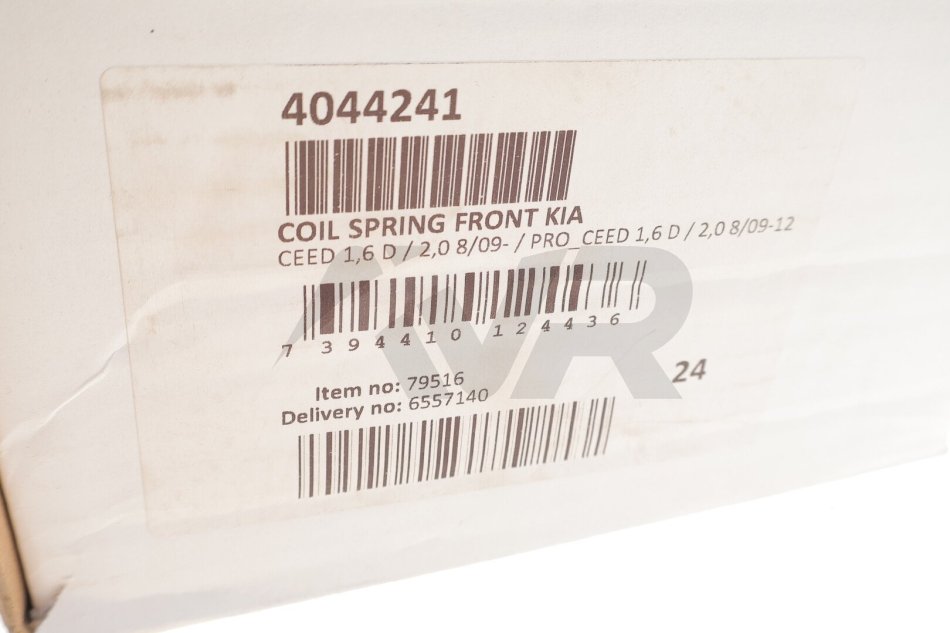 4044241
COIL SPRING FRONT KIA
CEED 1,6 D / 2,0 8/09- / PRO_CEED 1,6 D / 2,0 8/09-12
7 394410 124436
24
Item no: 79516
Delivery no: 6557140